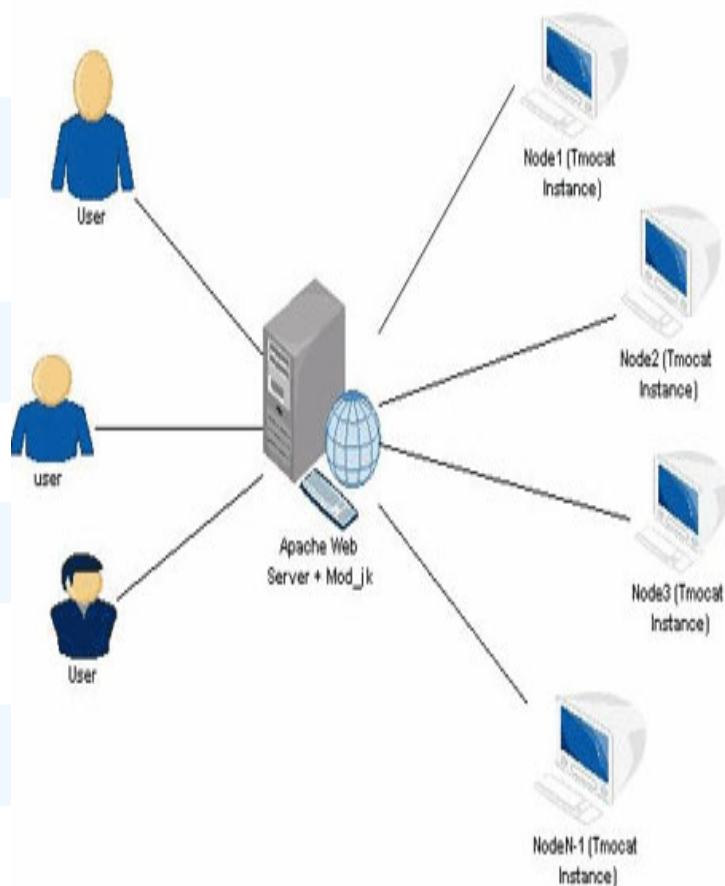 User
user
User
Apache Web
Server + Mod_jk
Node1 (Tmocat
Instance)
Node2 (Tmocat
Instance)
Node3 (Tmocat
Instance)
NodeN-1 (Tmocat
Instance)